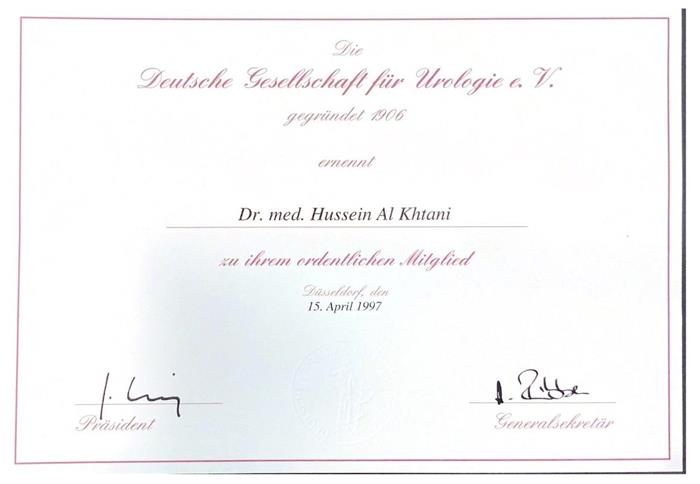 Die
Deutsche Gesellschaft für Urologie e. V.
gegründet 1906
ernennt
Dr. med. Hussein Al Khtani
zu ihrem ordentlichen Mitglied
Düsseldorf, den
15. April 1997
Präsident
Generalsekretär